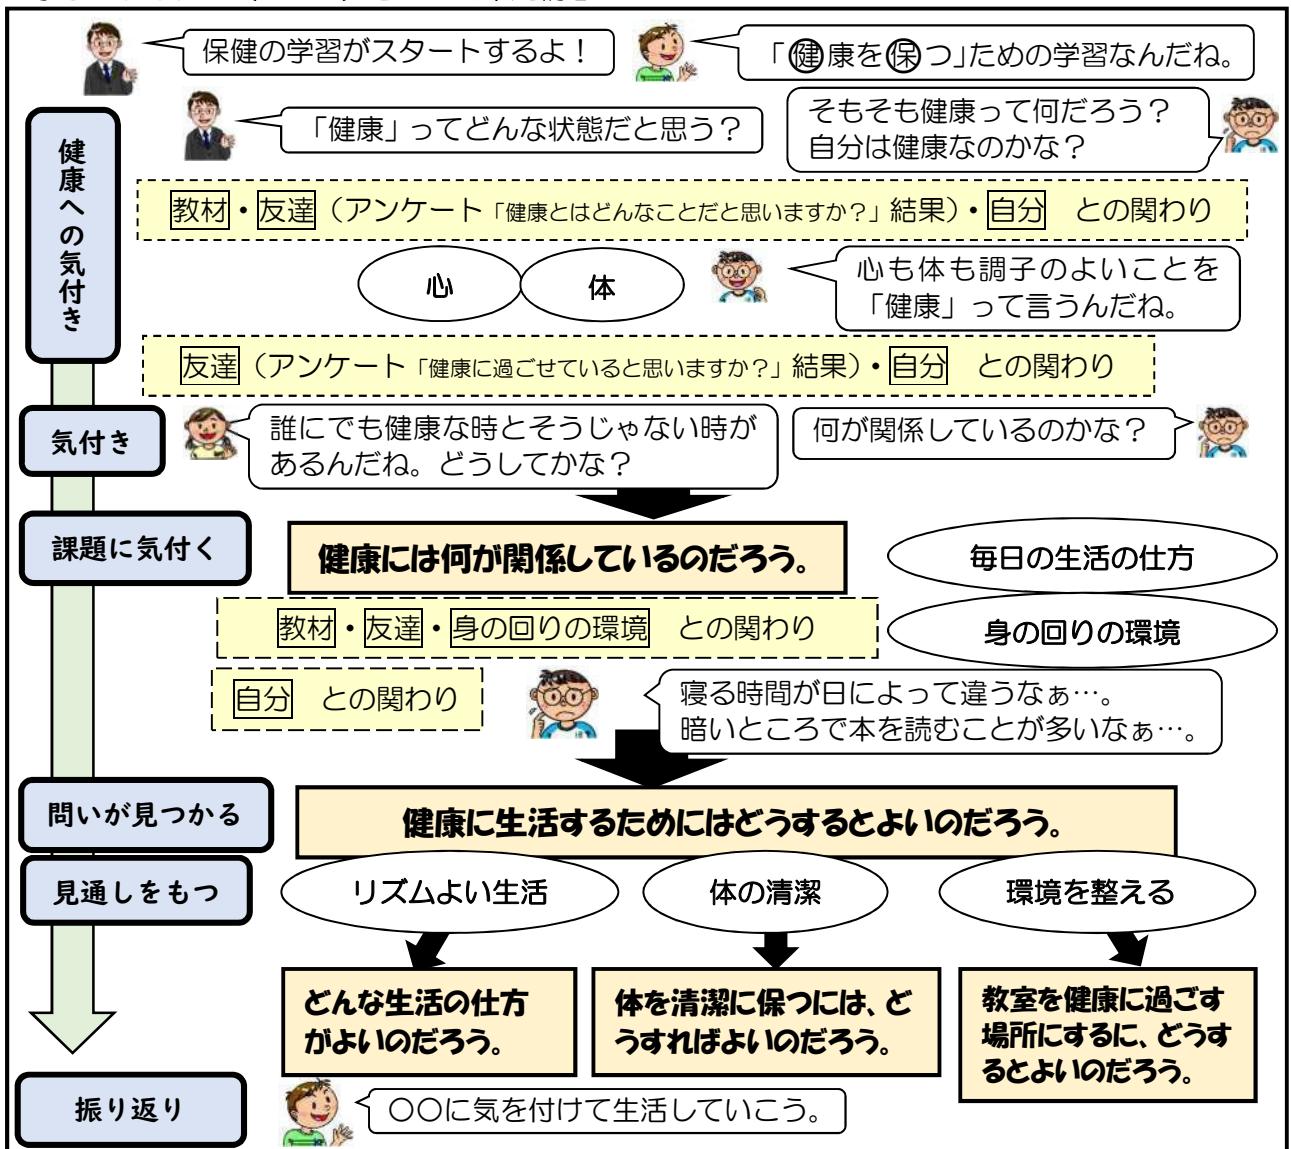 保健の学習がスタートするよ！
「健康を保つ」ための学習なんだね。
「健康」ってどんな状態だと思う？
そもそも健康って何だろう？
自分は健康なのかな？
健康への気付き
教材・友達（アンケート「健康とはどんなことだと思いますか？」結果）・自分　との関わり
心
体
心も体も調子のよいことを
「健康」って言うんだね。
友達（アンケート「健康に過ごせていると思いますか？」結果）・自分　との関わり
気付き
誰にでも健康な時とそうじゃない時が
あるんだね。どうしてかな？
何が関係しているのかな？
課題に気付く
健康には何が関係しているのだろう。
毎日の生活の仕方
身の回りの環境
教材・友達・身の回りの環境　との関わり
自分　との関わり
寝る時間が日によって違うなぁ…。
暗いところで本を読むことが多いなぁ…。
問いが見つかる
健康に生活するためにはどうするとよいのだろう。
見通しをもつ
リズムよい生活
体の清潔
環境を整える
どんな生活の仕方
がよいのだろう。
体を清潔に保つには、ど
うすればよいのだろう。
教室を健康に過ごす
場所にするに、どうす
るとよいのだろう。
振り返り
〇〇に気を付けて生活していこう。